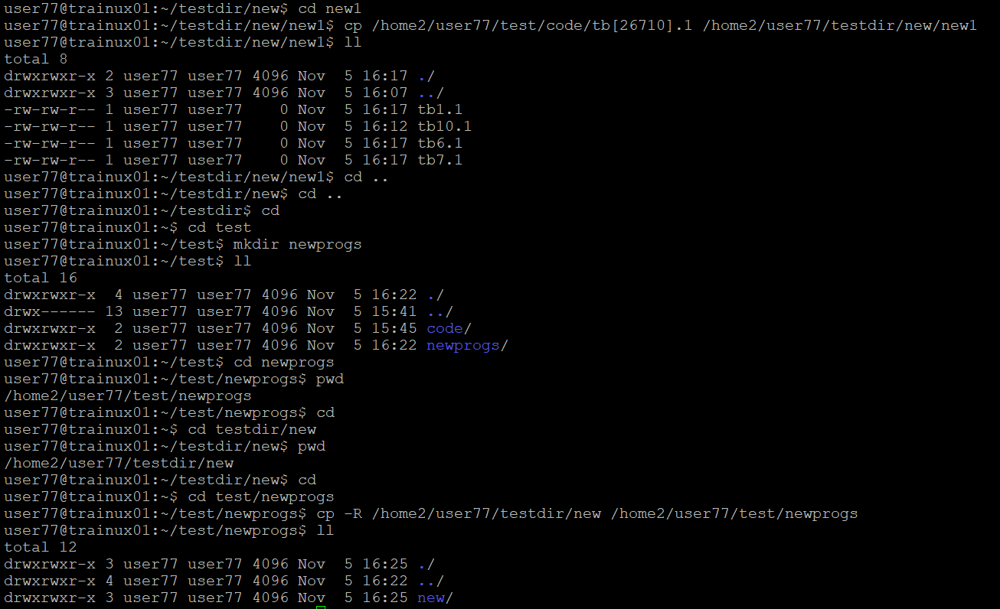 user77@trainux01:~/testdir/new$ cd new1
user77@trainux01:~/testdir/new/new1$ cp /home2/user77/test/code/tb[26710].1 /home2/user77/testdir/new/new1
user77@trainux01:~/testdir/new/new1$ ll
total 8
drwxrwxr-x 2 user77 user77 4096 Nov  5 16:17 ./
drwxrwxr-x 3 user77 user77 4096 Nov  5 16:07 ../
-rw-rw-r-- 1 user77 user77    0 Nov  5 16:17 tb1.1
-rw-rw-r-- 1 user77 user77    0 Nov  5 16:12 tb10.1
-rw-rw-r-- 1 user77 user77    0 Nov  5 16:17 tb6.1
-rw-rw-r-- 1 user77 user77    0 Nov  5 16:17 tb7.1
user77@trainux01:~/testdir/new/new1$ cd ..
user77@trainux01:~/testdir/new$ cd ..
user77@trainux01:~/testdir$ cd
user77@trainux01:~$ cd test
user77@trainux01:~/test$ mkdir newprogs
user77@trainux01:~/test$ ll
total 16
drwxrwxr-x  4 user77 user77 4096 Nov  5 16:22 ./
drwx------ 13 user77 user77 4096 Nov  5 15:41 ../
drwxrwxr-x  2 user77 user77 4096 Nov  5 15:45 code/
drwxrwxr-x  2 user77 user77 4096 Nov  5 16:22 newprogs/
user77@trainux01:~/test$ cd newprogs
user77@trainux01:~/test/newprogs$ pwd
/home2/user77/test/newprogs
user77@trainux01:~/test/newprogs$ cd
user77@trainux01:~$ cd testdir/new
user77@trainux01:~/testdir/new$ pwd
/home2/user77/testdir/new
user77@trainux01:~/testdir/new$ cd
user77@trainux01:~$ cd test/newprogs
user77@trainux01:~/test/newprogs$ cp -R /home2/user77/testdir/new /home2/user77/test/newprogs
user77@trainux01:~/test/newprogs$ ll
total 12
drwxrwxr-x 3 user77 user77 4096 Nov  5 16:25 ./
drwxrwxr-x 4 user77 user77 4096 Nov  5 16:22 ../
drwxrwxr-x 3 user77 user77 4096 Nov  5 16:25 new/